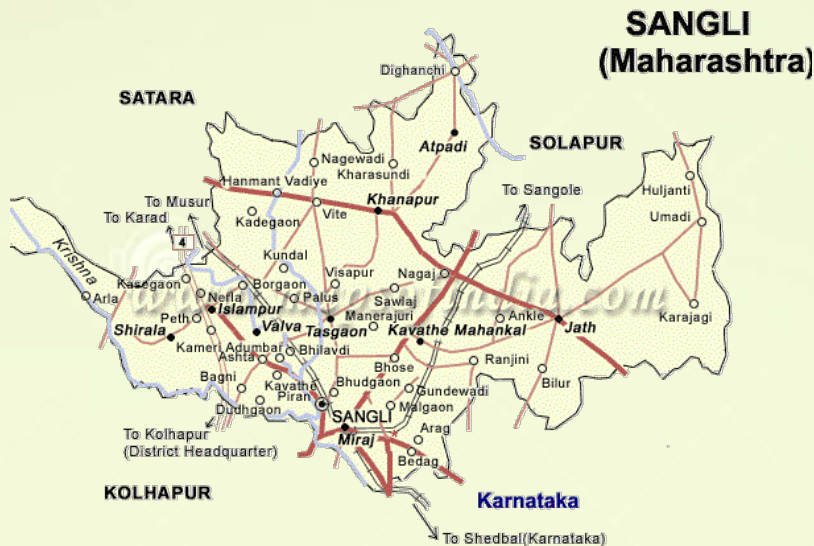 SANGLI
(Maharashtra)
SATARA
SOLAPUR
Dighanchi
Atpadi
Nagewadi
Kharasundi
Hanmant Vadiye
Khanapur
To Sangole
Huljanti
Umadi
To Musur
To Karad
4
Kadegaon
Vite
Krishna
Kundal
Visapur
Nagaj
Kasegaon
Borgaon
Arla
Nerla
Palus
Sawlaj
Karajagi
www.mapsofindia.com
Islampur
Peth
Manerajuri
Ankle
Shirala
Valva
Tasgaon
Kavathe Mahankal
Jath
Kameri
Adumbar
Bhilavdi
Ashta
Bhose
Ranjini
Bagni
Kavathe
Piran
Bhudgaon
Gundewadi
Bilur
Dudhgaon
SANGLI
Malgaon
To Kolhapur
(District Headquarter)
Miraj
Arag
Bedag
KOLHAPUR
Karnataka
To Shedbal(Karnataka)